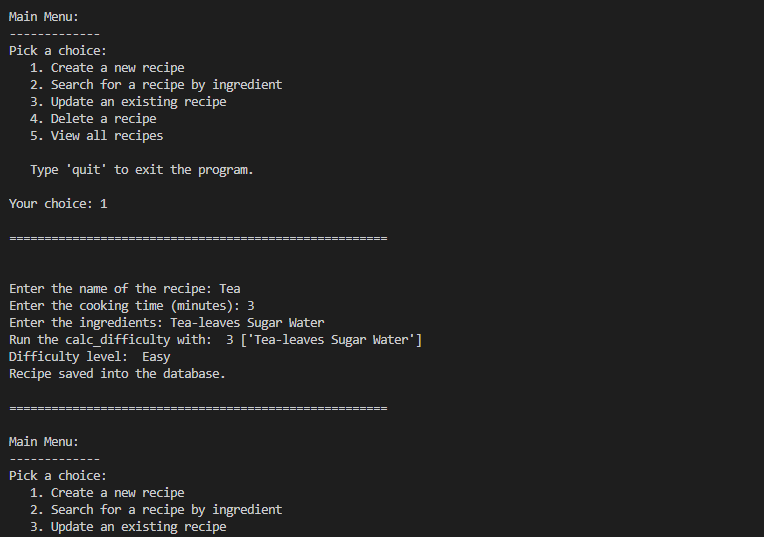 Main Menu:
-------------
Pick a choice:
   1. Create a new recipe
   2. Search for a recipe by ingredient
   3. Update an existing recipe
   4. Delete a recipe
   5. View all recipes

   Type 'quit' to exit the program.

Your choice: 1

======================================================

Enter the name of the recipe: Tea
Enter the cooking time (minutes): 3
Enter the ingredients: Tea-leaves Sugar Water
Run the calc_difficulty with:  3 ['Tea-leaves Sugar Water']
Difficulty level:  Easy
Recipe saved into the database.

======================================================

Main Menu:
-------------
Pick a choice:
   1. Create a new recipe
   2. Search for a recipe by ingredient
   3. Update an existing recipe